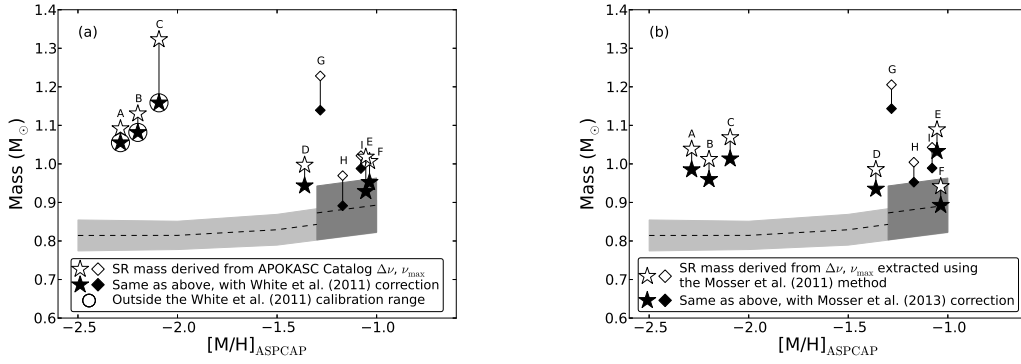 (a)
1.4
1.3
1.2
1.1
1.0
0.9
0.8
0.7
0.6
Mass (M⊙)
A
B
C
D
G
H
I
E
F
SR mass derived from APOKASC Catalog Δν, νmax
Same as above, with White et al. (2011) correction
Outside the White et al. (2011) calibration range
−2.5 −2.0 −1.5 −1.0
[M/H]ASPCAP
(b)
1.4
1.3
1.2
1.1
1.0
0.9
0.8
0.7
0.6
Mass (M⊙)
A
B
C
D
G
H
I
E
F
SR mass derived from Δν, νmax extracted using
the Mosser et al. (2011) method
Same as above, with Mosser et al. (2013) correction
−2.5 −2.0 −1.5 −1.0
[M/H]ASPCAP